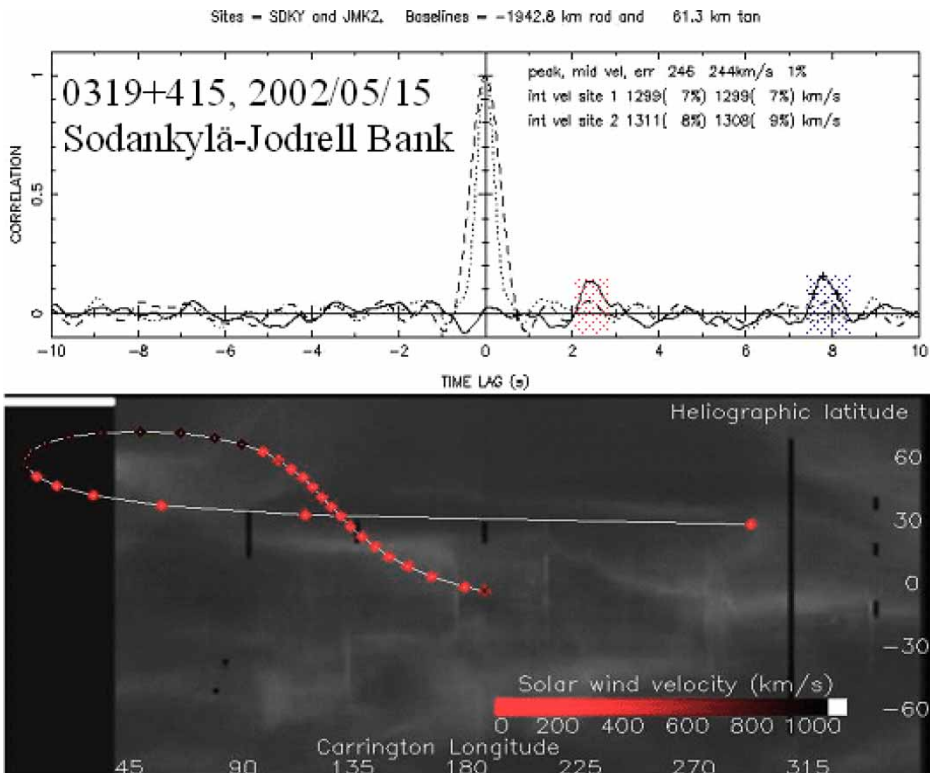 Sites = SDKY and JMK2, Baselines = -1942.8 km rad and 61.3 km tan
0319+415, 2002/05/15
Sodankylä-Jodrell Bank
peak, mid vel, err 246 244km/s 1%
int vel site 1 1299( 7%) 1299( 7%) km/s
int vel site 2 1311( 8%) 1308( 9%) km/s
CORRELATION
1
0.5
0
-10 -8 -6 -4 -2 0 2 4 6 8 10
TIME LAG (s)
Heliographic latitude
60
30
0
-30
-60
Solar wind velocity (km/s)
0 200 400 600 800 1000
Carrington Longitude
45 90 135 180 225 270 315